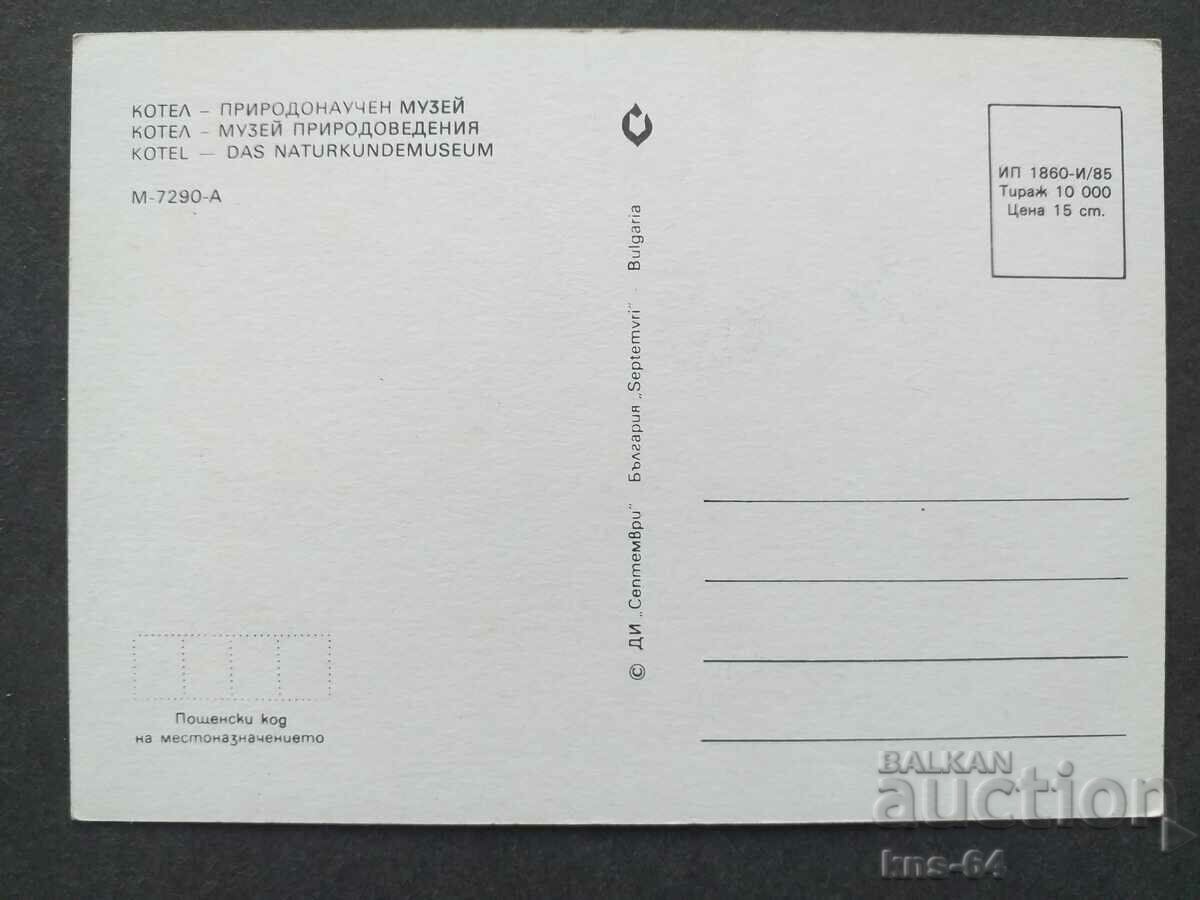 КОТЕЛ – ПРИРОДОНАУЧЕН МУЗЕЙ
КОТЕЛ – МУЗЕЙ ПРИРОДОВЕДЕНИЯ
KOTEL — DAS NATURKUNDEMUSEUM
М-7290-А
ИП 1860-И/85
Тираж 10 000
Цена 15 ст.
© ДИ „Септември" България „Septemvri" Bulgaria
Пощенски код
на местоназначението
BALKAN
auction
kns-64